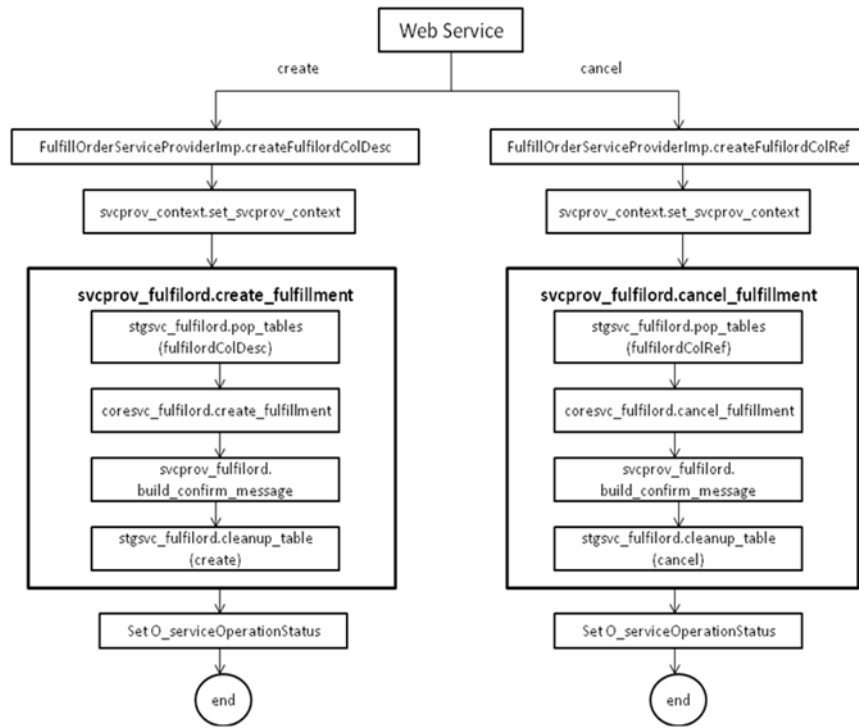 Web Service
create
cancel
FulfillOrderServiceProviderImp.createFulfilordColDesc
FulfillOrderServiceProviderImp.createFulfilordColRef
svcprov_context.set_svcprov_context
svcprov_context.set_svcprov_context
svcprov_fulfilord.create_fulfillment
svcprov_fulfilord.cancel_fulfillment
stgsvc_fulfilord.pop_tables
(fulfilordColDesc)
stgsvc_fulfilord.pop_tables
(fulfilordColRef)
coresvc_fulfilord.create_fulfillment
coresvc_fulfilord.cancel_fulfillment
svcprov_fulfilord.
build_confirm_message
svcprov_fulfilord.
build_confirm_message
stgsvc_fulfilord.cleanup_table
(create)
stgsvc_fulfilord.cleanup_table
(cancel)
Set O_serviceOperationStatus
Set O_serviceOperationStatus
end
end